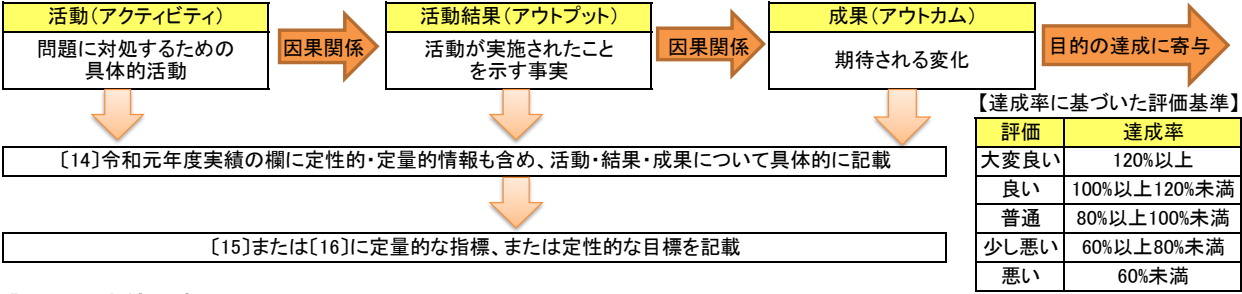 活動(アクティビティ)
問題に対処するための
具体的活動
因果関係
活動結果(アウトプット)
活動が実施されたこと
を示す事実
因果関係
成果(アウトカム)
期待される変化
目的の達成に寄与
【達成率に基づいた評価基準】
評価 達成率
大変良い 120%以上
良い 100%以上120%未満
普通 80%以上100%未満
少し悪い 60%以上80%未満
悪い 60%未満
〔14〕令和元年度実績の欄に定性的・定量的情報も含め、活動・結果・成果について具体的に記載
〔15〕または〔16〕に定量的な指標、または定性的な目標を記載